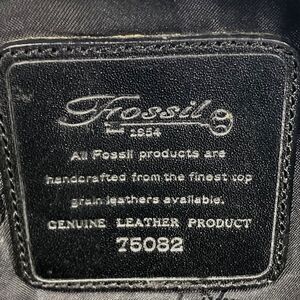 Fossil
1954
All Fossil products are
handcrafted from the finest top
grain leathers available.
GENUINE LEATHER PRODUCT
75082